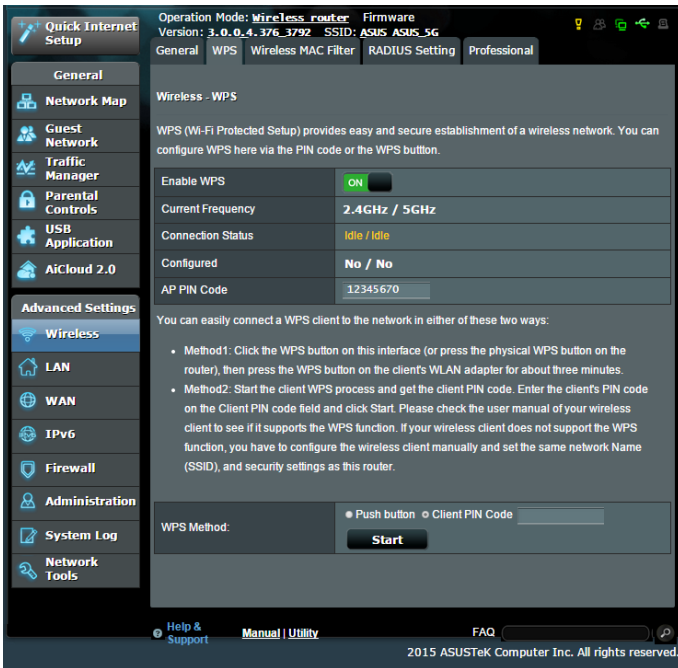 Quick Internet
Setup
Operation Mode: Wireless router Firmware
Version: 3.0.0.4.376_3792 SSID: ASUS ASUS_5G
General WPS Wireless MAC Filter RADIUS Setting Professional
General
Network Map
Guest
Network
Traffic
Manager
Parental
Controls
USB
Application
AiCloud 2.0
Advanced Settings
Wireless
LAN
WAN
IPv6
Firewall
Administration
System Log
Network
Tools
Wireless - WPS
WPS (Wi-Fi Protected Setup) provides easy and secure establishment of a wireless network. You can
configure WPS here via the PIN code or the WPS buttton.
Enable WPS ON
Current Frequency 2.4GHz / 5GHz
Connection Status Idle / Idle
Configured No / No
AP PIN Code 12345670
You can easily connect a WPS client to the network in either of these two ways:
• Method1: Click the WPS button on this interface (or press the physical WPS button on the
router), then press the WPS button on the client's WLAN adapter for about three minutes.
• Method2: Start the client WPS process and get the client PIN code. Enter the client's PIN code
on the Client PIN code field and click Start. Please check the user manual of your wireless
client to see if it supports the WPS function. If your wireless client does not support the WPS
function, you have to configure the wireless client manually and set the same network Name
(SSID), and security settings as this router.
WPS Method: Push button Client PIN Code
Start
Help &
Support
Manual | Utility
FAQ
2015 ASUSTeK Computer Inc. All rights reserved.